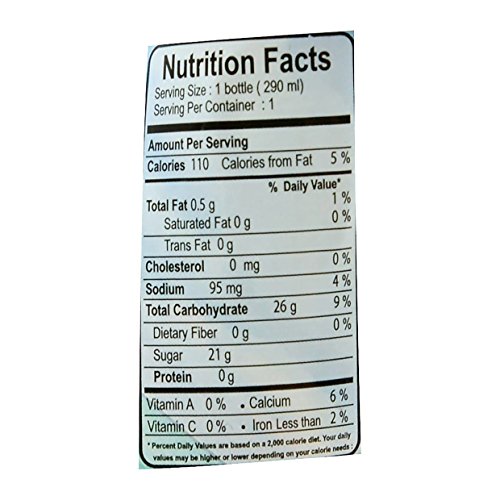 Nutrition Facts
Serving Size : 1 bottle ( 290 ml)
Serving Per Container : 1
Amount Per Serving
Calories 110 Calories from Fat 5 %
% Daily Value*
Total Fat 0.5 g 1 %
Saturated Fat 0 g 0 %
Trans Fat 0 g
Cholesterol 0 mg 0 %
Sodium 95 mg 4 %
Total Carbohydrate 26 g 9 %
Dietary Fiber 0 g 0 %
Sugar 21 g
Protein 0 g
Vitamin A 0 % • Calcium 6 %
Vitamin C 0 % • Iron Less than 2 %
* Percent Daily Values are based on a 2,000 calorie diet. Your daily
values may be higher or lower depending on your calorie needs :